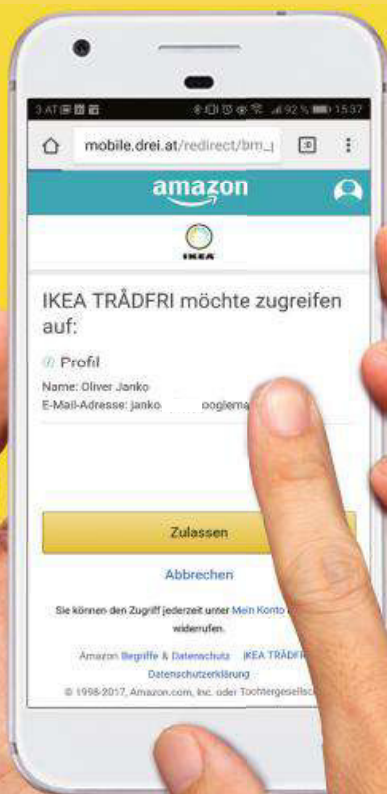 3 AT
92 % 15:37
mobile.drei.at/redirect/bm_
:D
amazon
IKEA
IKEA TRÅDFRI möchte zugreifen
auf:
Profil
Name: Oliver Janko
E-Mail-Adresse: janko ooglema
Zulassen
Abbrechen
Sie können den Zugriff jederzeit unter Mein Konto
widerrufen.
Amazon Begriffe & Datenschutz IKEA TRÅDFRI
Datenschutzerklärung
© 1998-2017, Amazon.com, Inc. oder Tochtergesellsc